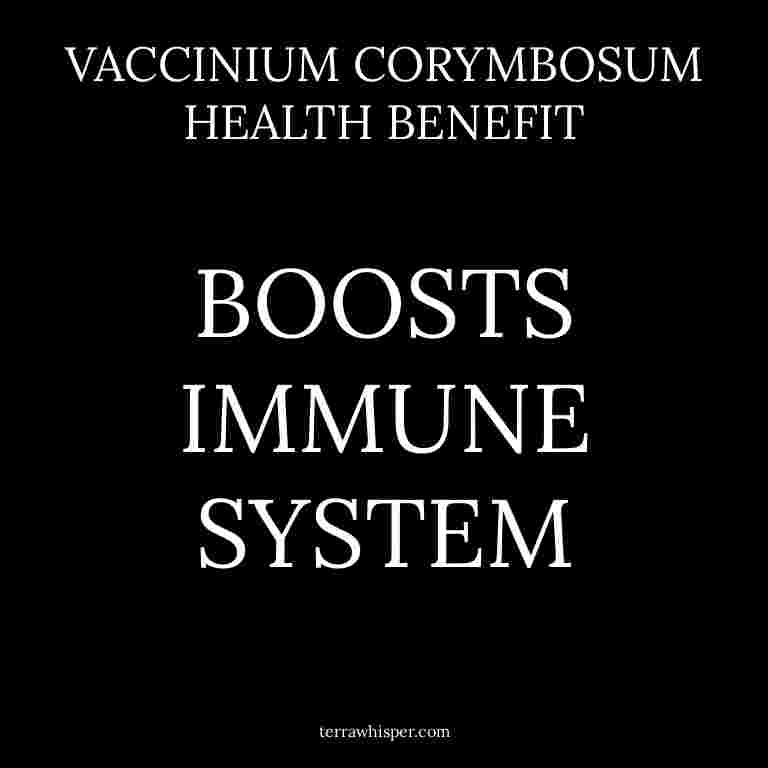 VACCINIUM CORYMBOSUM
HEALTH BENEFIT
BOOSTS
IMMUNE
SYSTEM
terrawhisper.com